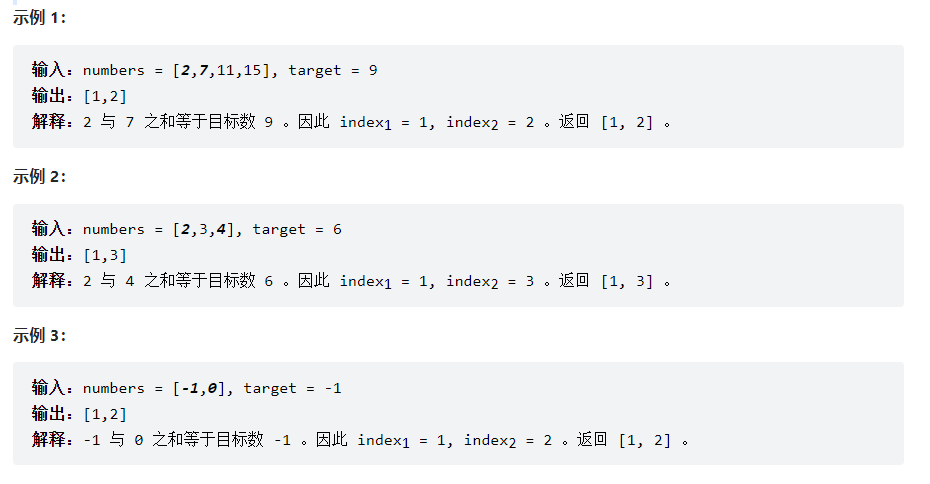 示例 1：
输入：numbers = [2,7,11,15], target = 9
输出：[1,2]
解释：2 与 7 之和等于目标数 9 。因此 index1 = 1, index2 = 2 。返回 [1, 2] 。
示例 2：
输入：numbers = [2,3,4], target = 6
输出：[1,3]
解释：2 与 4 之和等于目标数 6 。因此 index1 = 1, index2 = 3 。返回 [1, 3] 。
示例 3：
输入：numbers = [-1,0], target = -1
输出：[1,2]
解释：-1 与 0 之和等于目标数 -1 。因此 index1 = 1, index2 = 2 。返回 [1, 2] 。